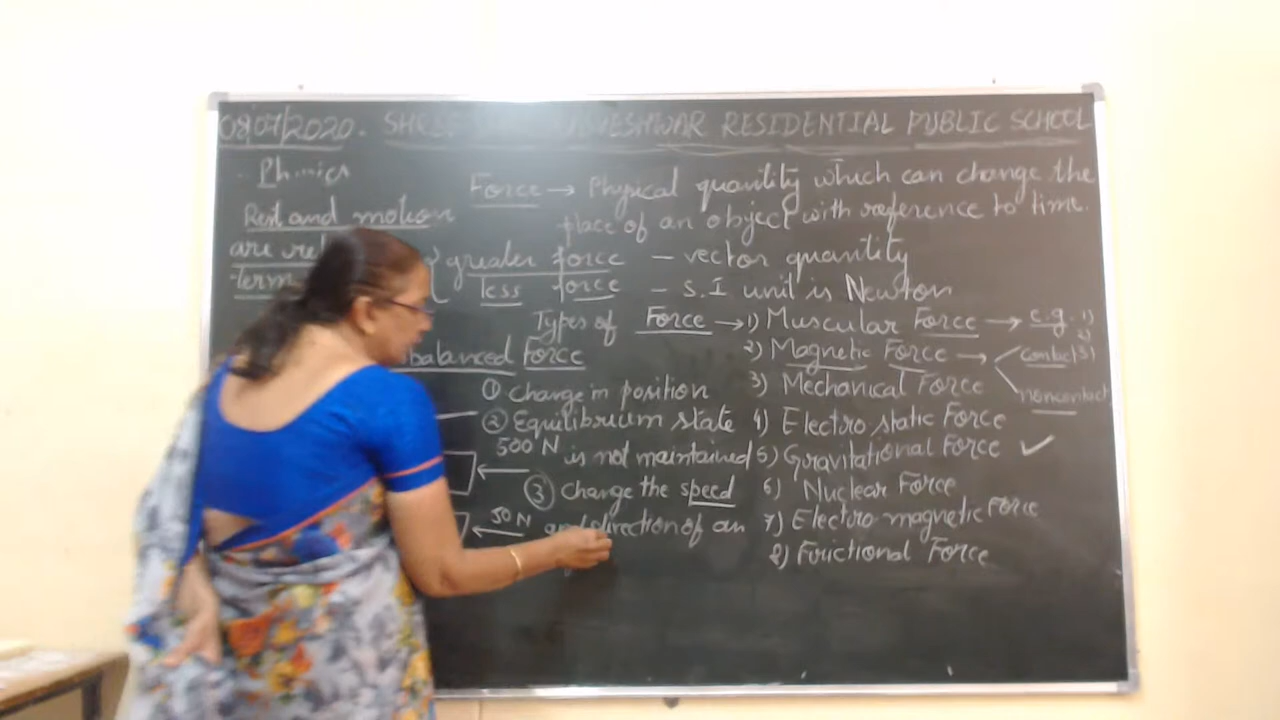 08/07/2020. RESIDENTIAL PUBLIC SCHOOL
Physics
Force → Physical quantity which can change the
place of an object with reference to time.
Rest and motion
are
Term
greater force – vector quantity
less force – S.I unit is Newton
Types of Force → 1) Muscular Force → e.g. 1)
2) Magnetic Force → contact
noncontact
3) Mechanical Force
4) Electro static Force
5) Gravitational Force ✓
6) Nuclear Force
7) Electro-magnetic Force
8) Firictional Force
balanced Force
① Change in position
② Equilibrium state
is not maintained
③ Change the speed
and direction of an
500 N
50 N